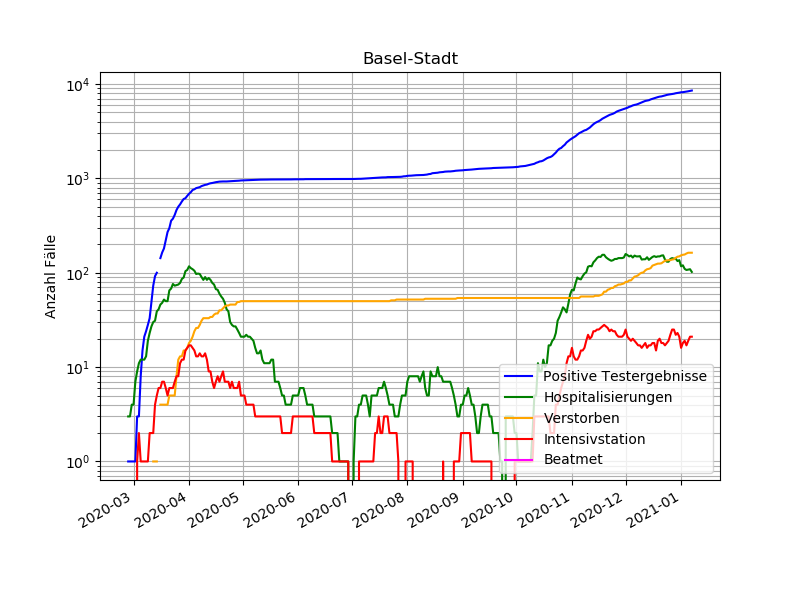 Basel-Stadt
Anzahl Fälle
10⁴
10³
10²
10¹
10⁰
Positive Testergebnisse
Hospitalisierungen
Verstorben
Intensivstation
Beatmet
2020-03
2020-04
2020-05
2020-06
2020-07
2020-08
2020-09
2020-10
2020-11
2020-12
2021-01